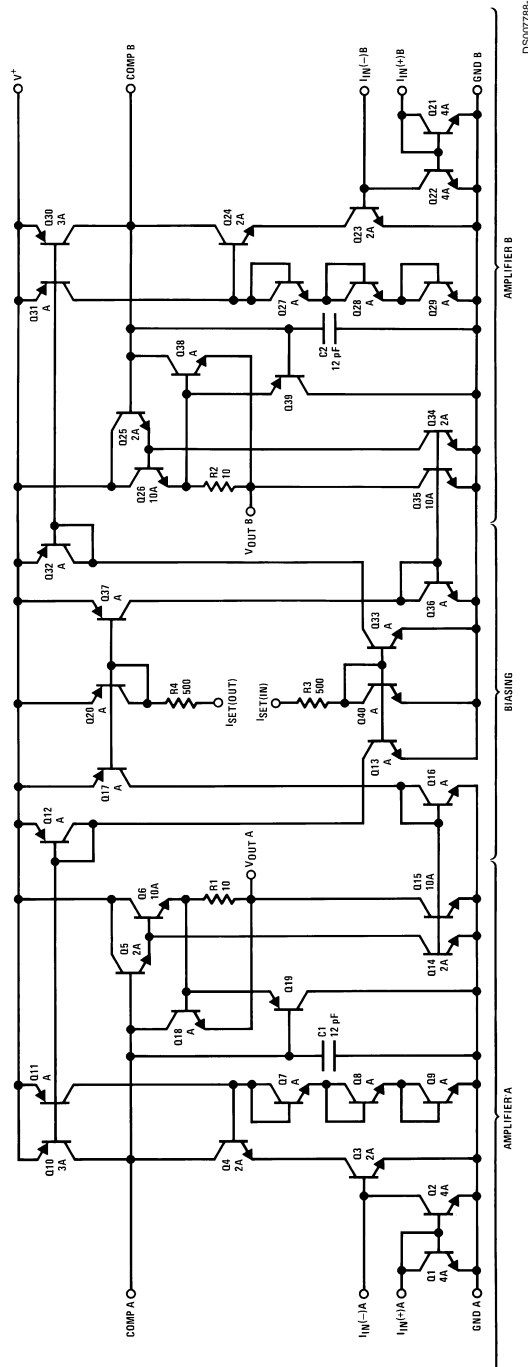 V+
COMP A
COMP B
Q10
3A
Q11
A
Q12
A
Q17
A
Q20
A
Q37
A
Q32
A
Q31
A
Q30
3A
Q5
2A
Q6
10A
Q18
A
R1
10
VOUT A
Q19
C1
12 pF
Q4
2A
Q7
A
Q8
A
Q9
A
Q3
2A
Q2
4A
Q1
4A
IIN(−)A
IIN(+)A
GND A
Q14
2A
Q15
10A
Q16
A
Q13
A
Q40
A
Q33
A
R4
500
ISET(OUT)
ISET(IN)
R3
500
Q36
A
Q35
10A
Q34
2A
Q26
10A
Q25
2A
R2
10
VOUT B
Q38
A
Q39
C2
12 pF
Q24
2A
Q27
A
Q28
A
Q29
A
Q23
2A
Q22
4A
Q21
4A
IIN(−)B
IIN(+)B
GND B
AMPLIFIER A
BIASING
AMPLIFIER B